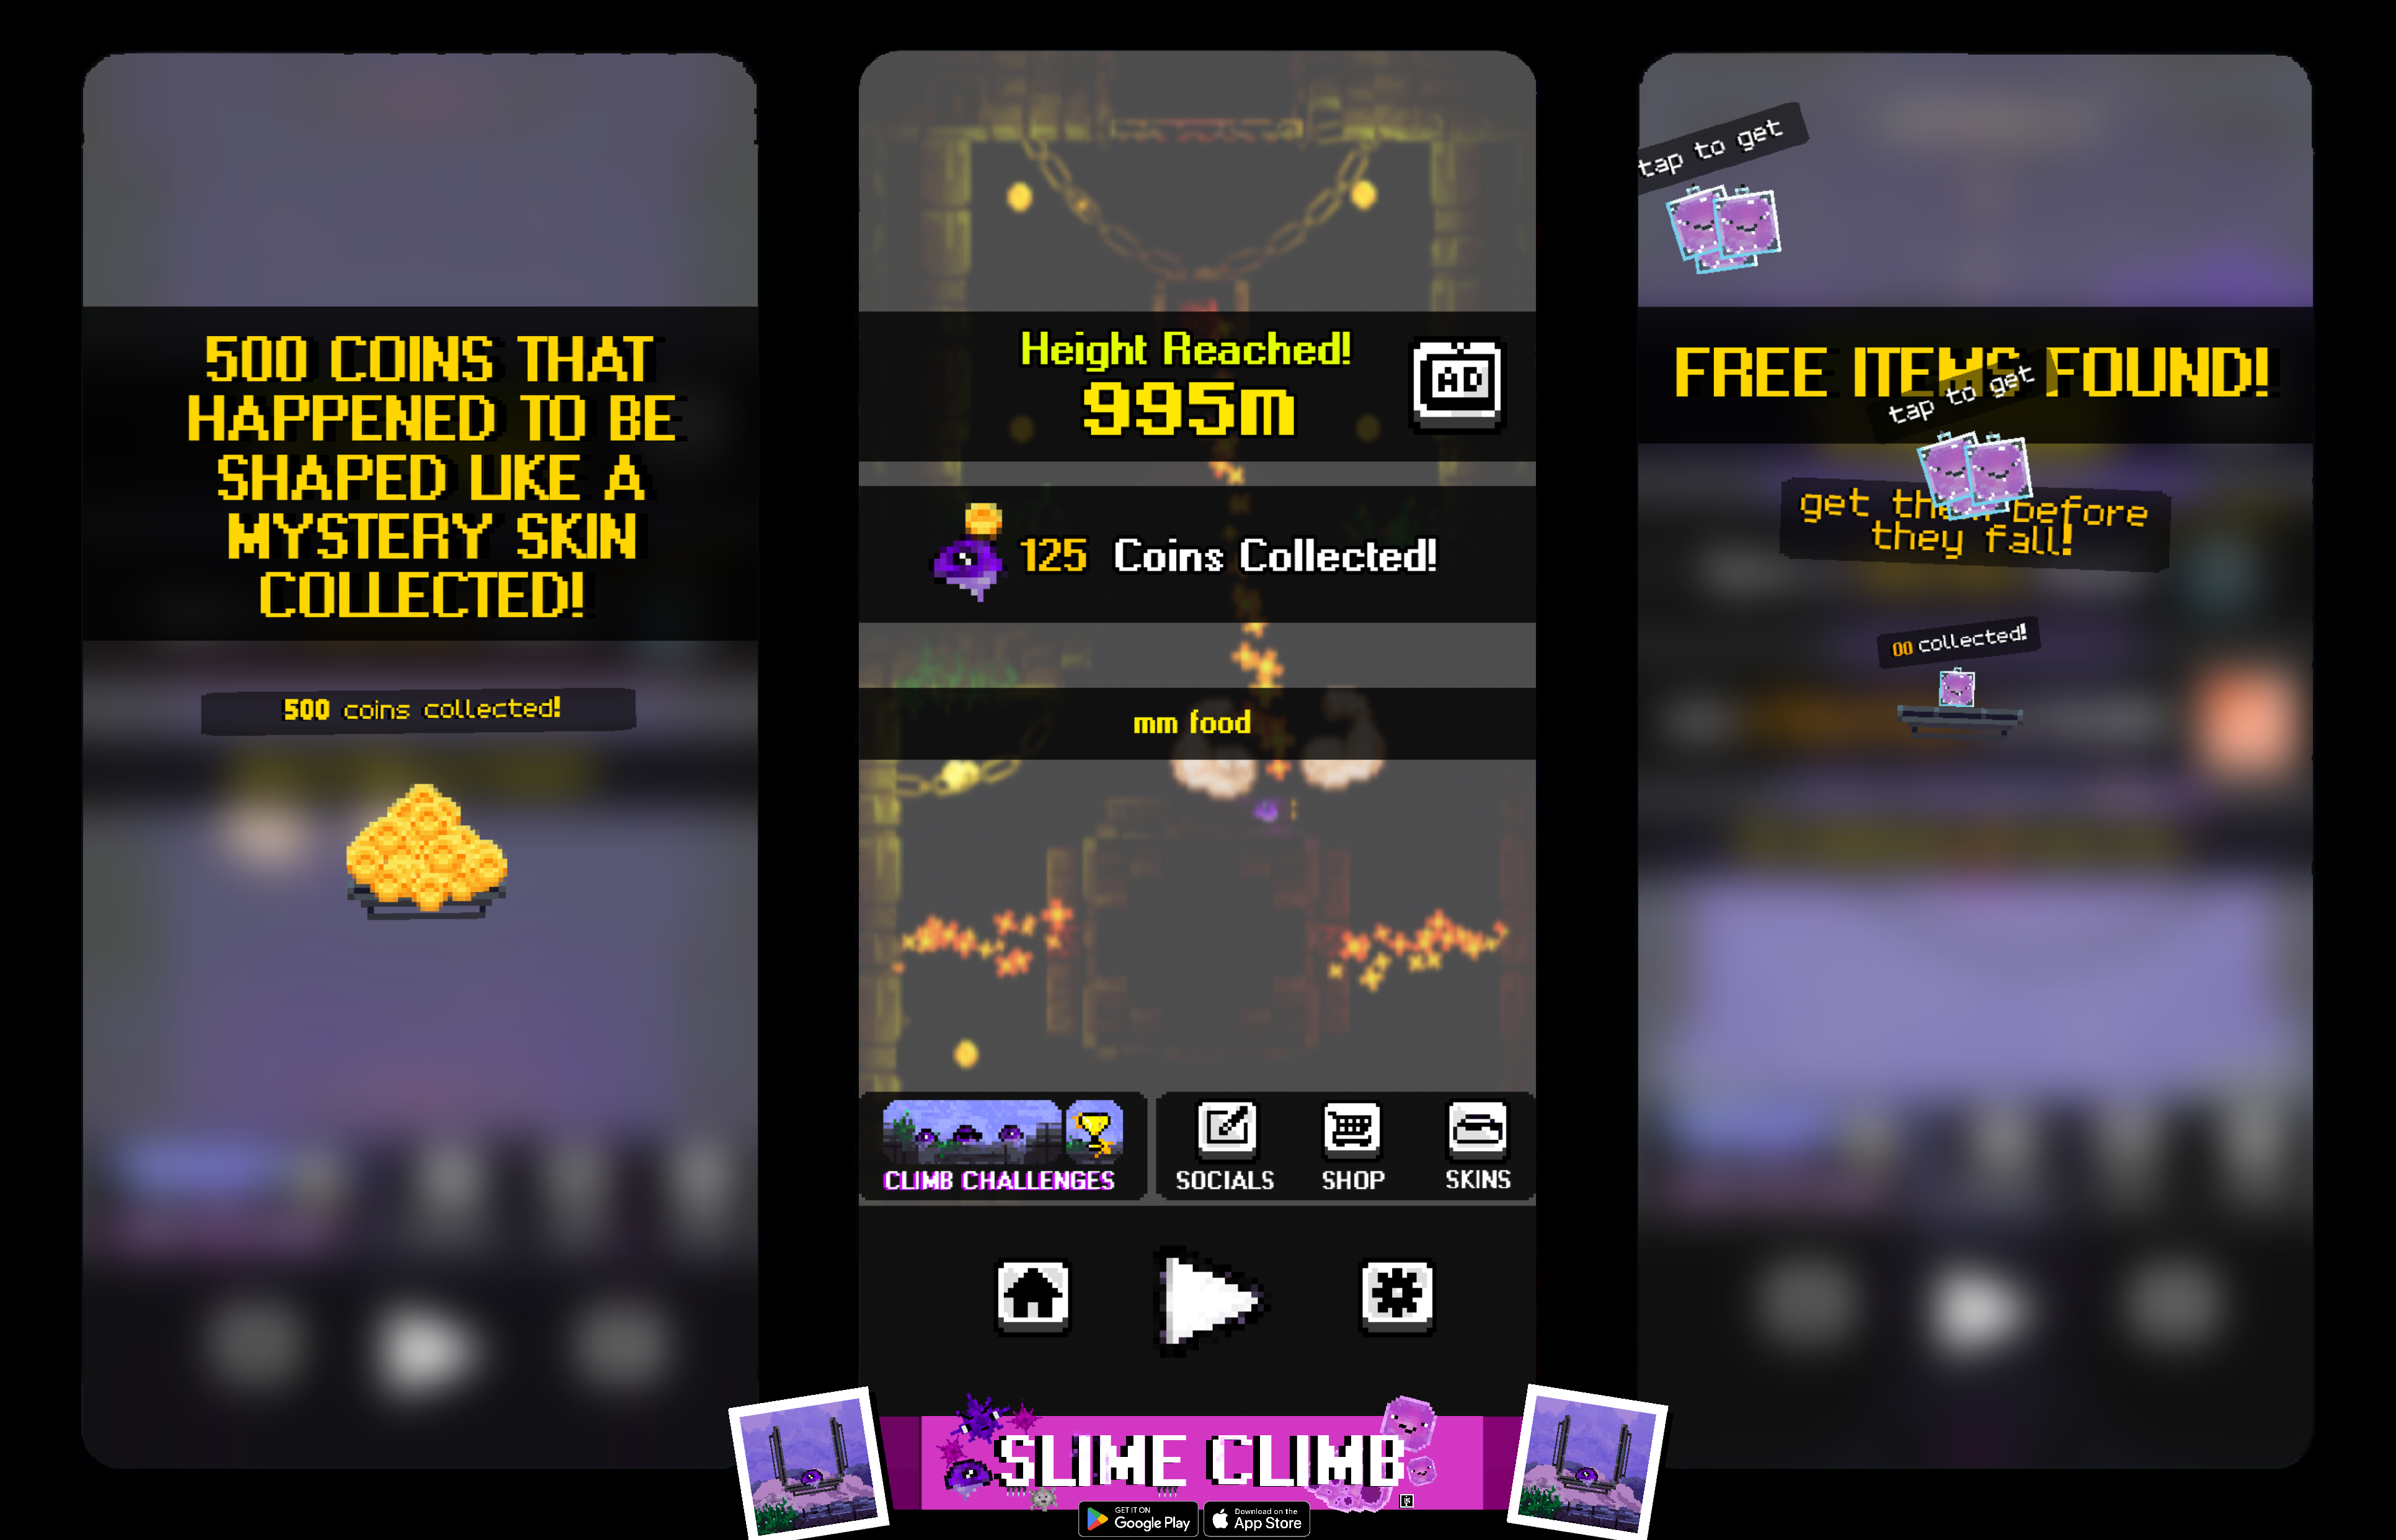 500 COINS THAT
HAPPENED TO BE
SHAPED LIKE A
MYSTERY SKIN
COLLECTED!
500 coins collected!
Height Reached!
995m
AD
125 Coins Collected!
mm food
CLIMB CHALLENGES
SOCIALS
SHOP
SKINS
tap to get
FREE ITEMS FOUND!
tap to get
get them before
they fall!
00 collected!
SLIME CLIMB
GET IT ON
Google Play
Download on the
App Store